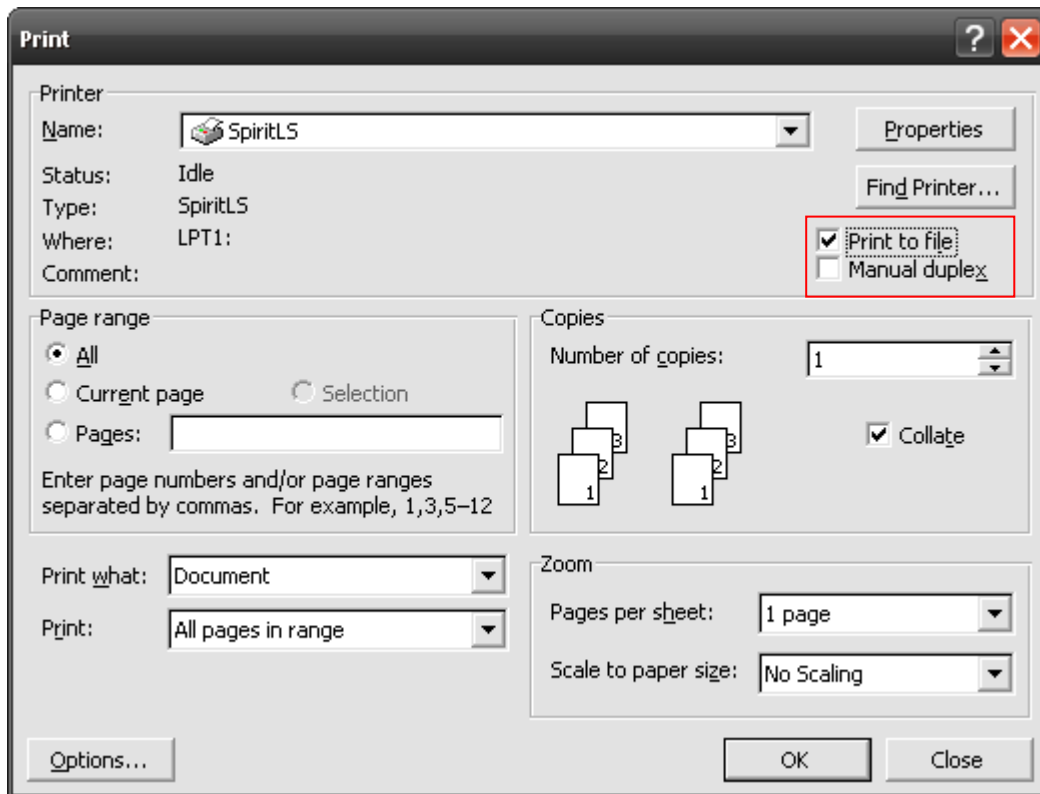 Print
Printer
Name: SpiritLS Properties
Status: Idle Find Printer...
Type: SpiritLS
Where: LPT1: Print to file
Comment: Manual duplex
Page range
All
Current page Selection
Pages:
Enter page numbers and/or page ranges
separated by commas. For example, 1,3,5–12
Copies
Number of copies: 1
3 3
2 2
1 1
Collate
Print what: Document
Print: All pages in range
Zoom
Pages per sheet: 1 page
Scale to paper size: No Scaling
Options... OK Close